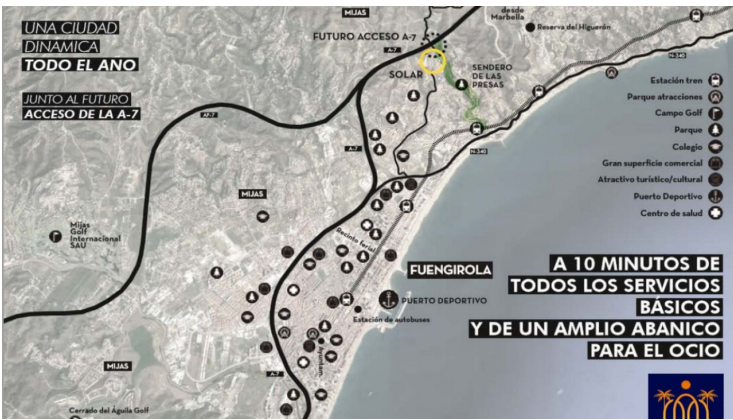 UNA CIUDAD
DINAMICA
TODO EL ANO
JUNTO AL FUTURO
ACCESO DE LA A-7
MIJAS
FUTURO ACCESO A-7
A-7
SOLAR
desde
Marbella
Reserva del Higuerón
N-340
SENDERO
DE LAS
PRESAS
Estación tren
Parque atracciones
Campo Golf
Parque
Colegio
Gran superficie comercial
Atractivo turístico/cultural
Puerto Deportivo
Centro de salud
AP-7
A-7
N-340
MIJAS
Mijas
Golf
Internacional
SAU
Recinto ferial
FUENGIROLA
PUERTO DEPORTIVO
Estación de autobuses
Ayuntam.
A 10 MINUTOS DE
TODOS LOS SERVICIOS
BÁSICOS
Y DE UN AMPLIO ABANICO
PARA EL OCIO
MIJAS
A-7
Cerrado del Águila Golf